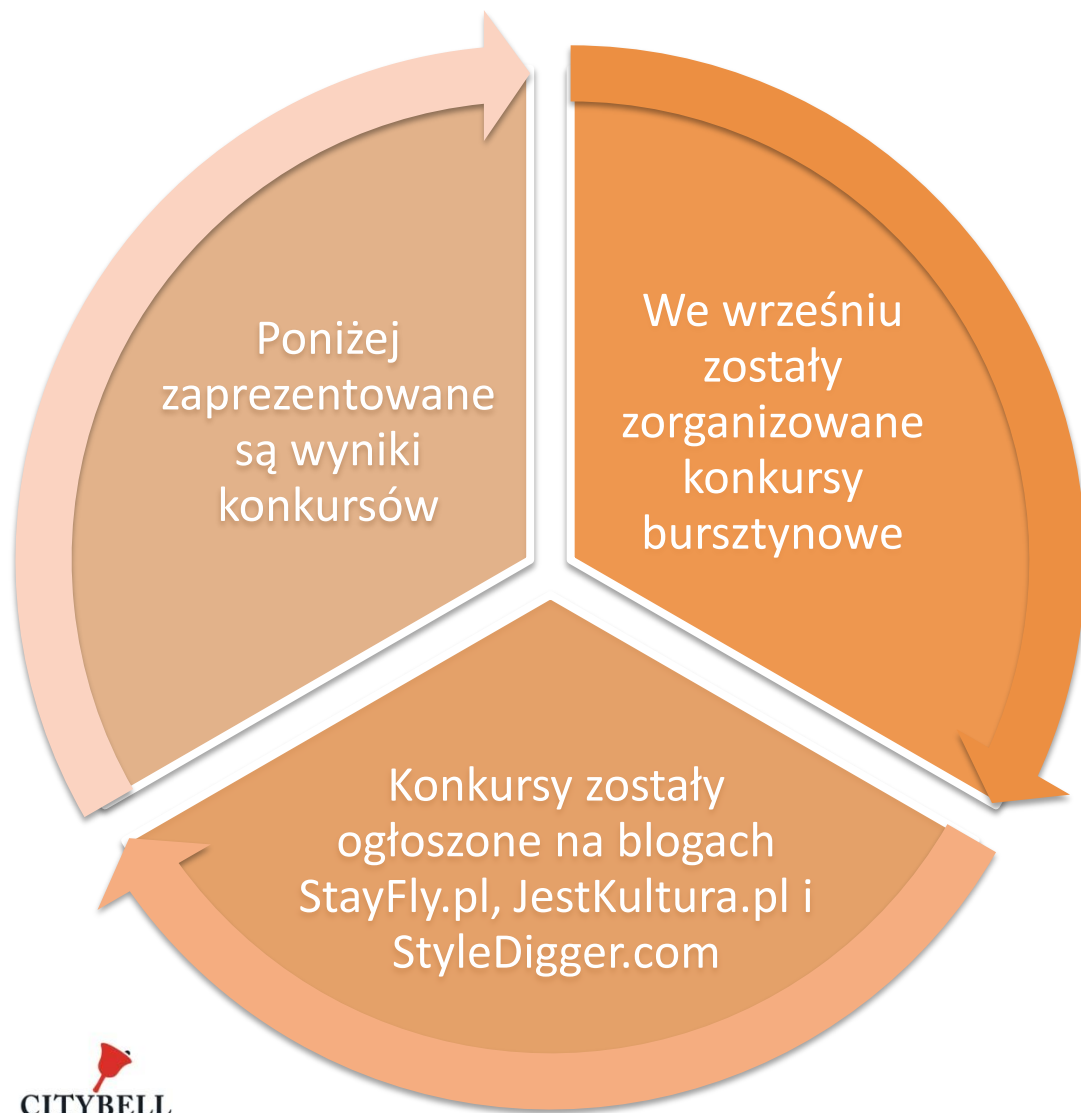 We wrześniu
zostały
zorganizowane
konkursy
bursztynowe
Konkursy zostały
ogłoszone na blogach
StayFly.pl, JestKultura.pl i
StyleDigger.com
Poniżej
zaprezentowane
są wyniki
konkursów
CITYBELL